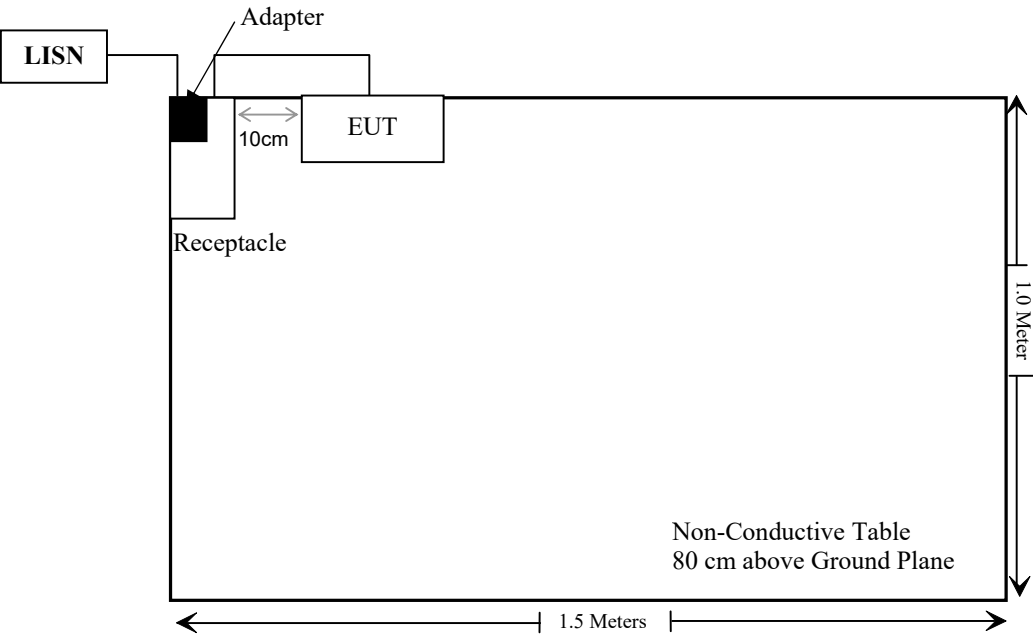 Adapter
LISN
EUT
10cm
Receptacle
1.0 Meter
Non-Conductive Table
80 cm above Ground Plane
1.5 Meters